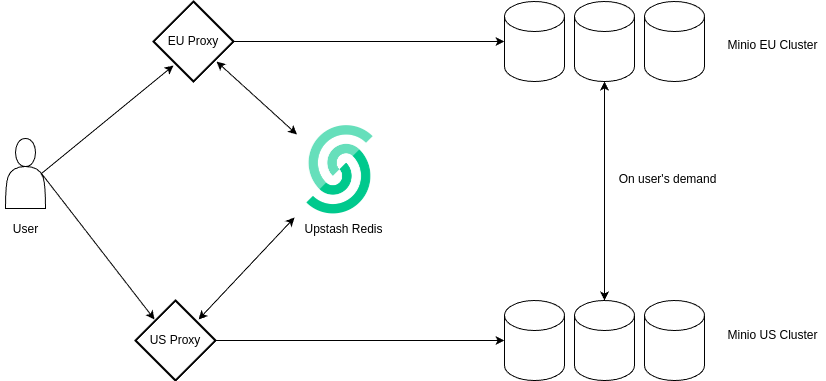 EU Proxy
Minio EU Cluster
On user's demand
User
Upstash Redis
US Proxy
Minio US Cluster